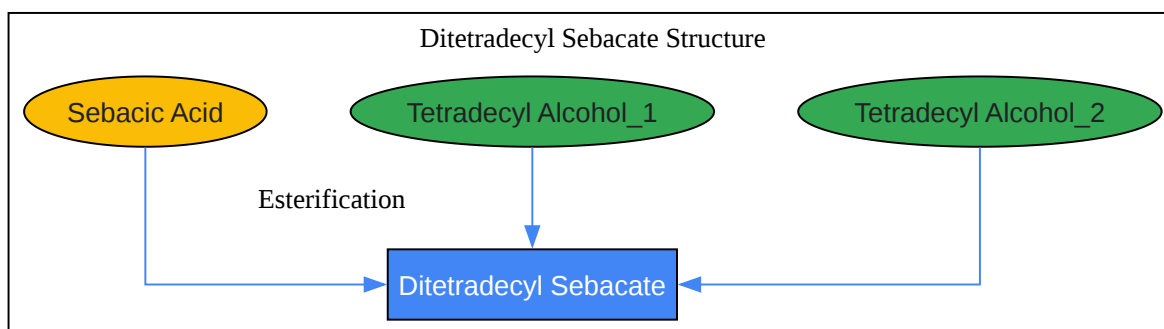 Ditetradecyl Sebacate Structure
Sebacic Acid
Tetradecyl Alcohol_1
Tetradecyl Alcohol_2
Esterification
Ditetradecyl Sebacate